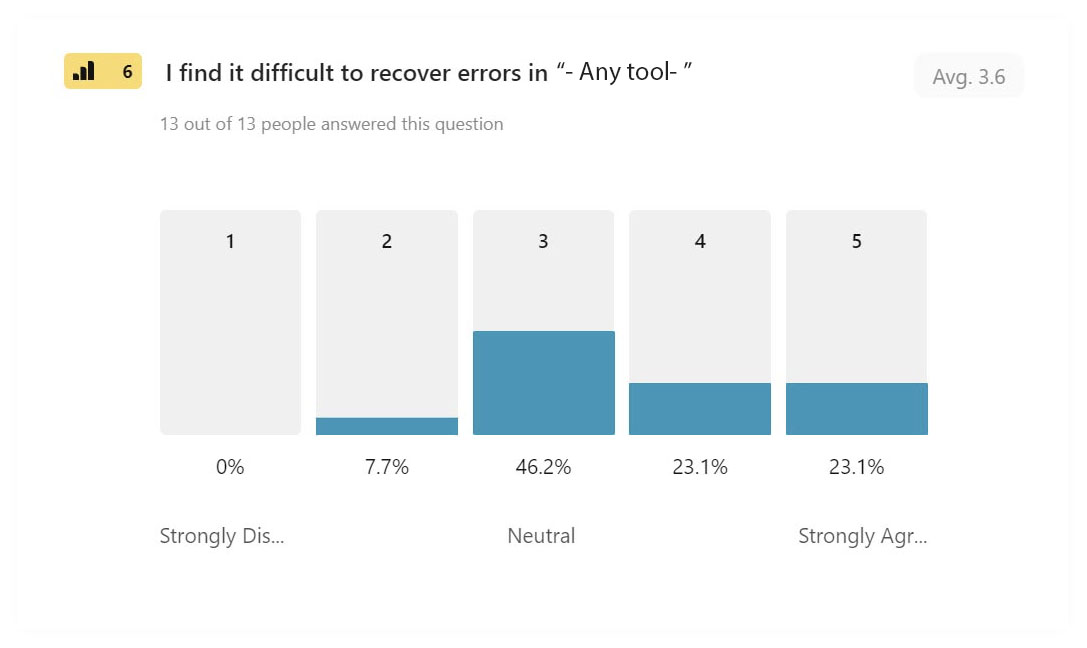 6 I find it difficult to recover errors in “- Any tool- ” Avg. 3.6
13 out of 13 people answered this question
1 2 3 4 5
0% 7.7% 46.2% 23.1% 23.1%
Strongly Dis... Neutral Strongly Agr...